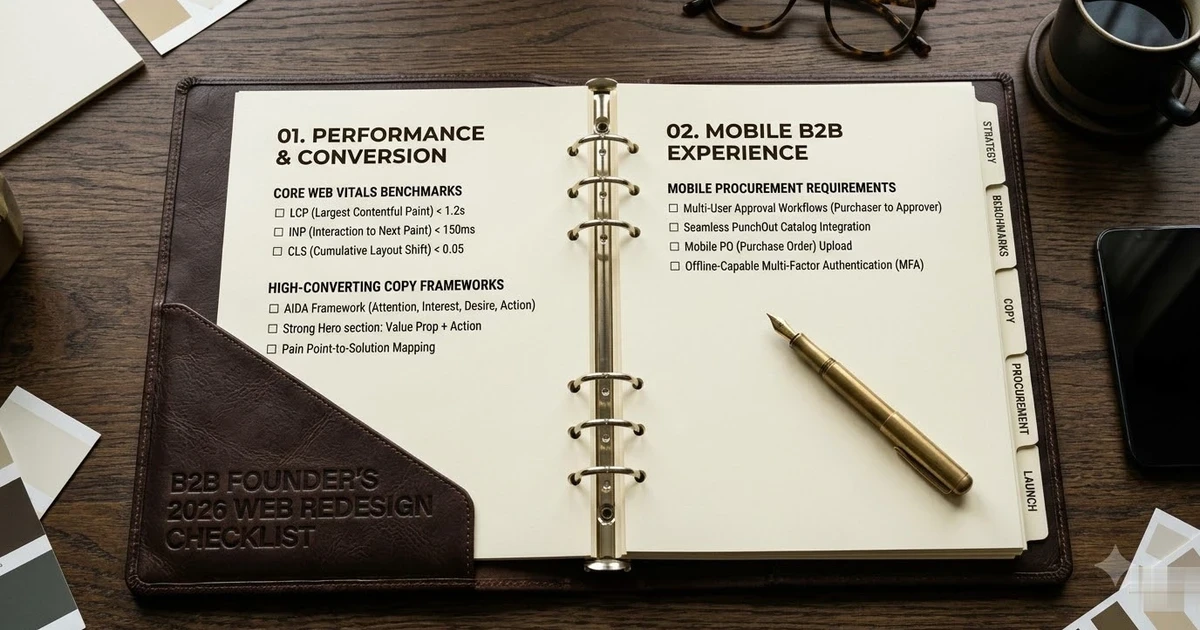 01. PERFORMANCE
& CONVERSION
CORE WEB VITALS BENCHMARKS
☐ LCP (Largest Contentful Paint) < 1.2s
☐ INP (Interaction to Next Paint) < 150ms
☐ CLS (Cumulative Layout Shift) < 0.05
HIGH-CONVERTING COPY FRAMEWORKS
☐ AIDA Framework (Attention, Interest, Desire, Action)
☐ Strong Hero section: Value Prop + Action
☐ Pain Point-to-Solution Mapping
B2B FOUNDER'S
2026 WEB REDESIGN
CHECKLIST
02. MOBILE B2B
EXPERIENCE
MOBILE PROCUREMENT REQUIREMENTS
☐ Multi-User Approval Workflows (Purchaser to Approver)
☐ Seamless PunchOut Catalog Integration
☐ Mobile PO (Purchase Order) Upload
☐ Offline-Capable Multi-Factor Authentication (MFA)
STRATEGY
BENCHMARKS
COPY
PROCUREMENT
LAUNCH